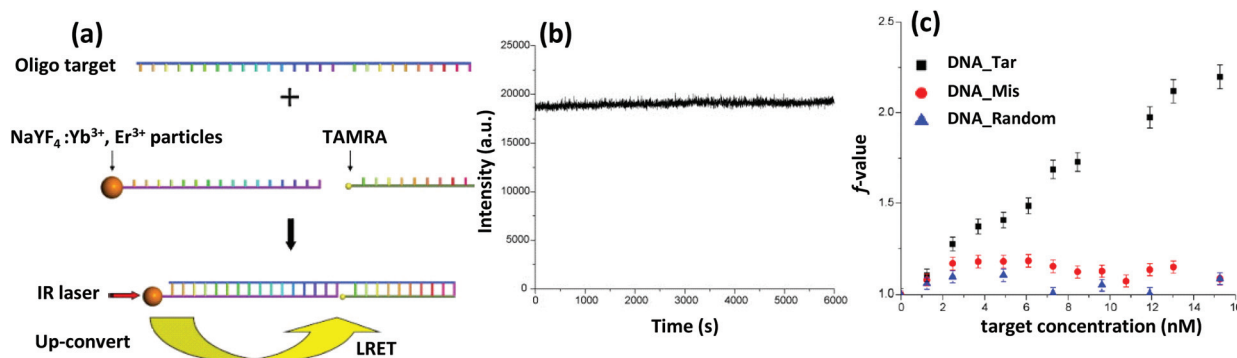 (a)
Oligo target
+
NaYF₄ :Yb³⁺, Er³⁺ particles
TAMRA
IR laser
Up-convert
LRET
(b)
Intensity (a.u.)
25000
20000
17500
15000
10000
5000
0
0 1000 2000 3000 4000 5000 6000
Time (s)
(c)
f-value
2.5
2.0
1.5
1.0
DNA_Tar
DNA_Mis
DNA_Random
0 2 4 6 8 10 12 14 16
target concentration (nM)